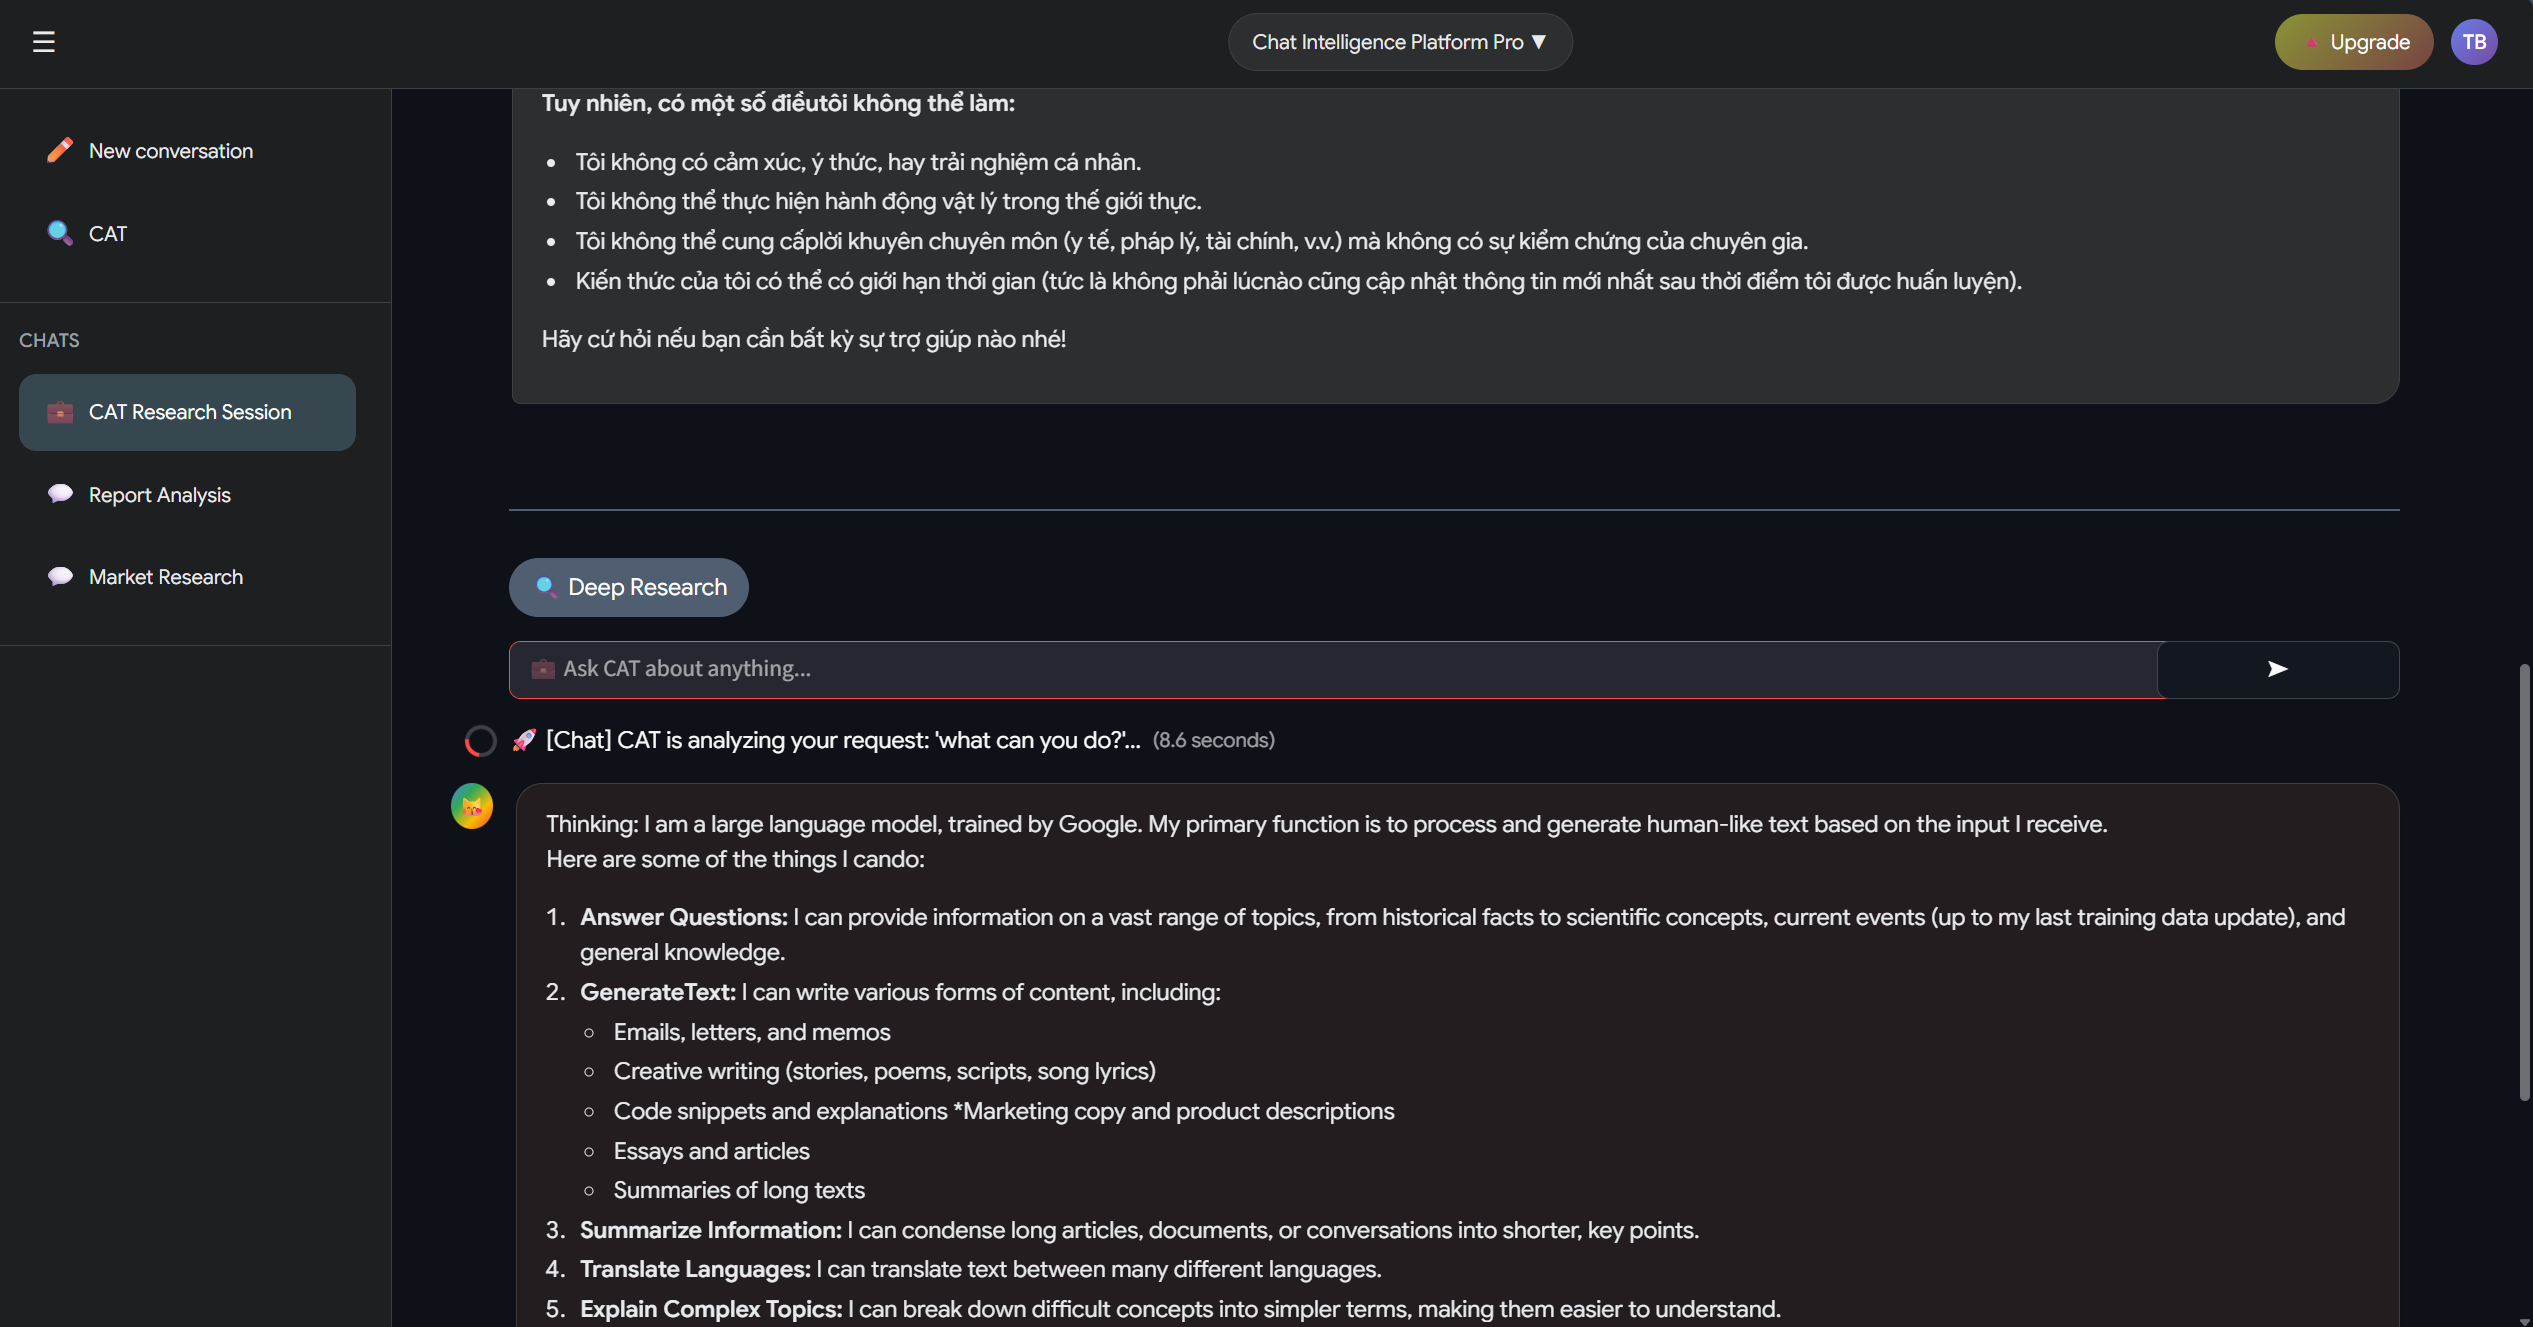 ☰
Chat Intelligence Platform Pro ▼
Upgrade
TB
New conversation
CAT
CHATS
CAT Research Session
Report Analysis
Market Research
Tuy nhiên, có một số điềutôi không thể làm:
• Tôi không có cảm xúc, ý thức, hay trải nghiệm cá nhân.
• Tôi không thể thực hiện hành động vật lý trong thế giới thực.
• Tôi không thể cung cấplời khuyên chuyên môn (y tế, pháp lý, tài chính, v.v.) mà không có sự kiểm chứng của chuyên gia.
• Kiến thức của tôi có thể có giới hạn thời gian (tức là không phải lúcnào cũng cập nhật thông tin mới nhất sau thời điểm tôi được huấn luyện).
Hãy cứ hỏi nếu bạn cần bất kỳ sự trợ giúp nào nhé!
Deep Research
Ask CAT about anything...
➤
🚀 [Chat] CAT is analyzing your request: 'what can you do?'... (8.6 seconds)
Thinking: I am a large language model, trained by Google. My primary function is to process and generate human-like text based on the input I receive.
Here are some of the things I cando:
1. Answer Questions: I can provide information on a vast range of topics, from historical facts to scientific concepts, current events (up to my last training data update), and
general knowledge.
2. GenerateText: I can write various forms of content, including:
○ Emails, letters, and memos
○ Creative writing (stories, poems, scripts, song lyrics)
○ Code snippets and explanations *Marketing copy and product descriptions
○ Essays and articles
○ Summaries of long texts
3. Summarize Information: I can condense long articles, documents, or conversations into shorter, key points.
4. Translate Languages: I can translate text between many different languages.
5. Explain Complex Topics: I can break down difficult concepts into simpler terms, making them easier to understand.